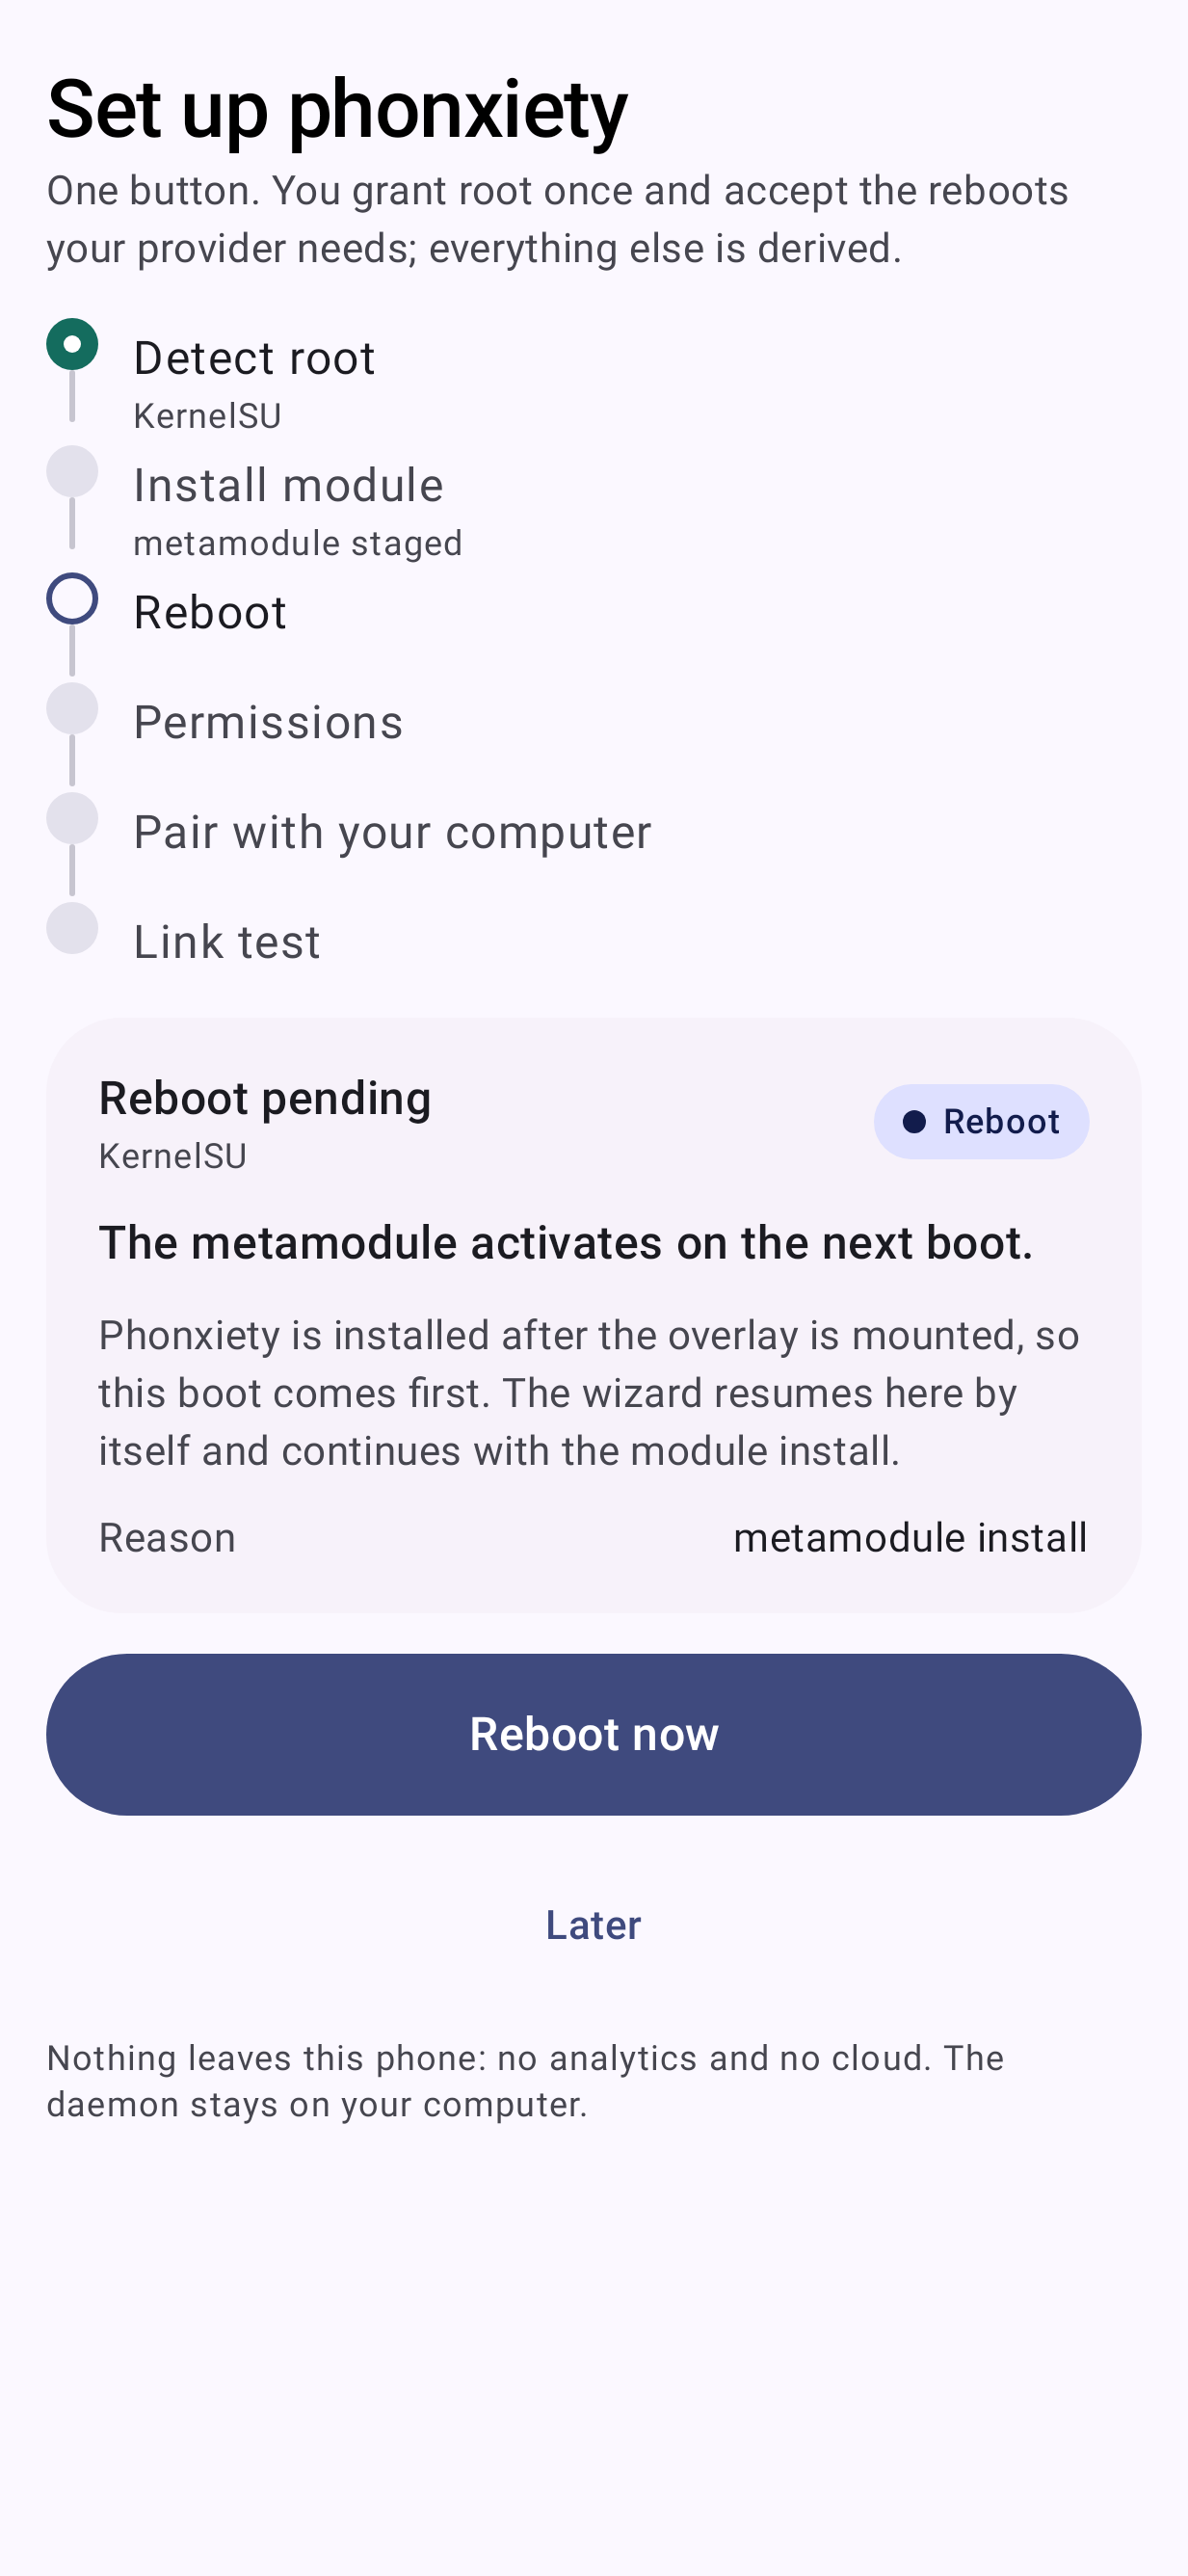 Set up phonxiety
One button. You grant root once and accept the reboots
your provider needs; everything else is derived.
Detect root
KernelSU
Install module
metamodule staged
Reboot
Permissions
Pair with your computer
Link test
Reboot pending
KernelSU
Reboot
The metamodule activates on the next boot.
Phonxiety is installed after the overlay is mounted, so
this boot comes first. The wizard resumes here by
itself and continues with the module install.
Reason metamodule install
Reboot now
Later
Nothing leaves this phone: no analytics and no cloud. The
daemon stays on your computer.